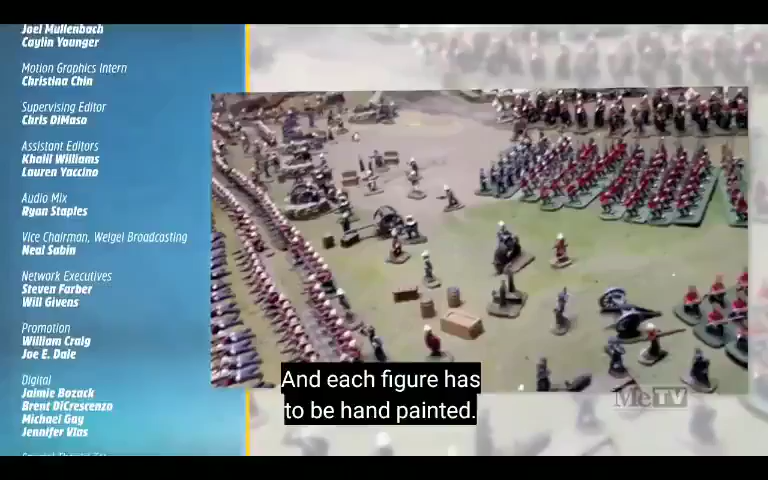 Joel Mullenbach
Caylin Younger
Motion Graphics Intern
Christina Chin
Supervising Editor
Chris DiMaso
Assistant Editors
Khalil Williams
Lauren Yaccino
Audio Mix
Ryan Staples
Vice Chairman, Weigel Broadcasting
Neal Sabin
Network Executives
Steven Farber
Will Givens
Promotion
William Craig
Joe E. Dale
Digital
Jaimie Bozack
Brent DiCrescenzo
Michael Gay
Jennifer Vlas
And each figure has
to be hand painted.
MeTV